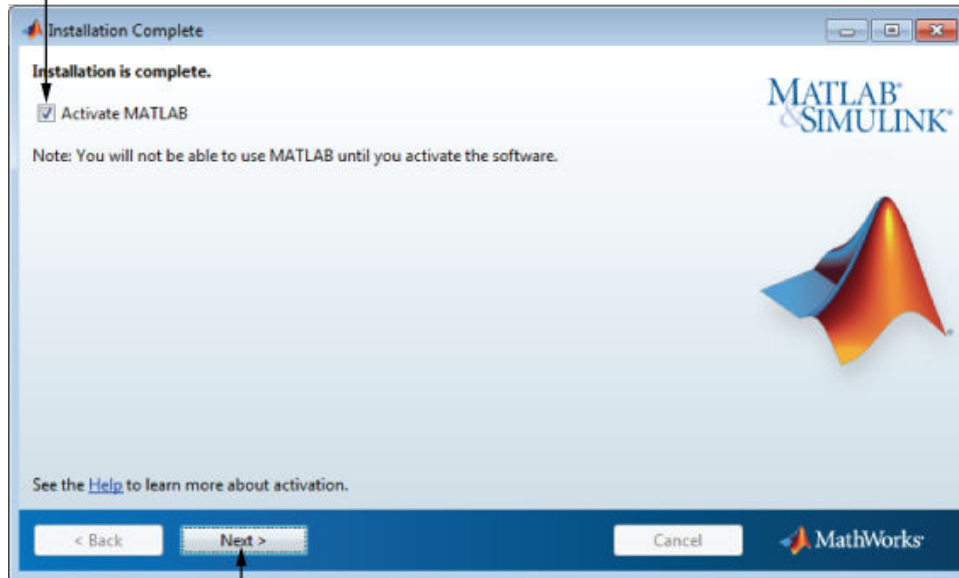 Installation Complete
Installation is complete.
Activate MATLAB
MATLAB®
&SIMULINK®
Note: You will not be able to use MATLAB until you activate the software.
See the Help to learn more about activation.
< Back
Next >
Cancel
MathWorks®